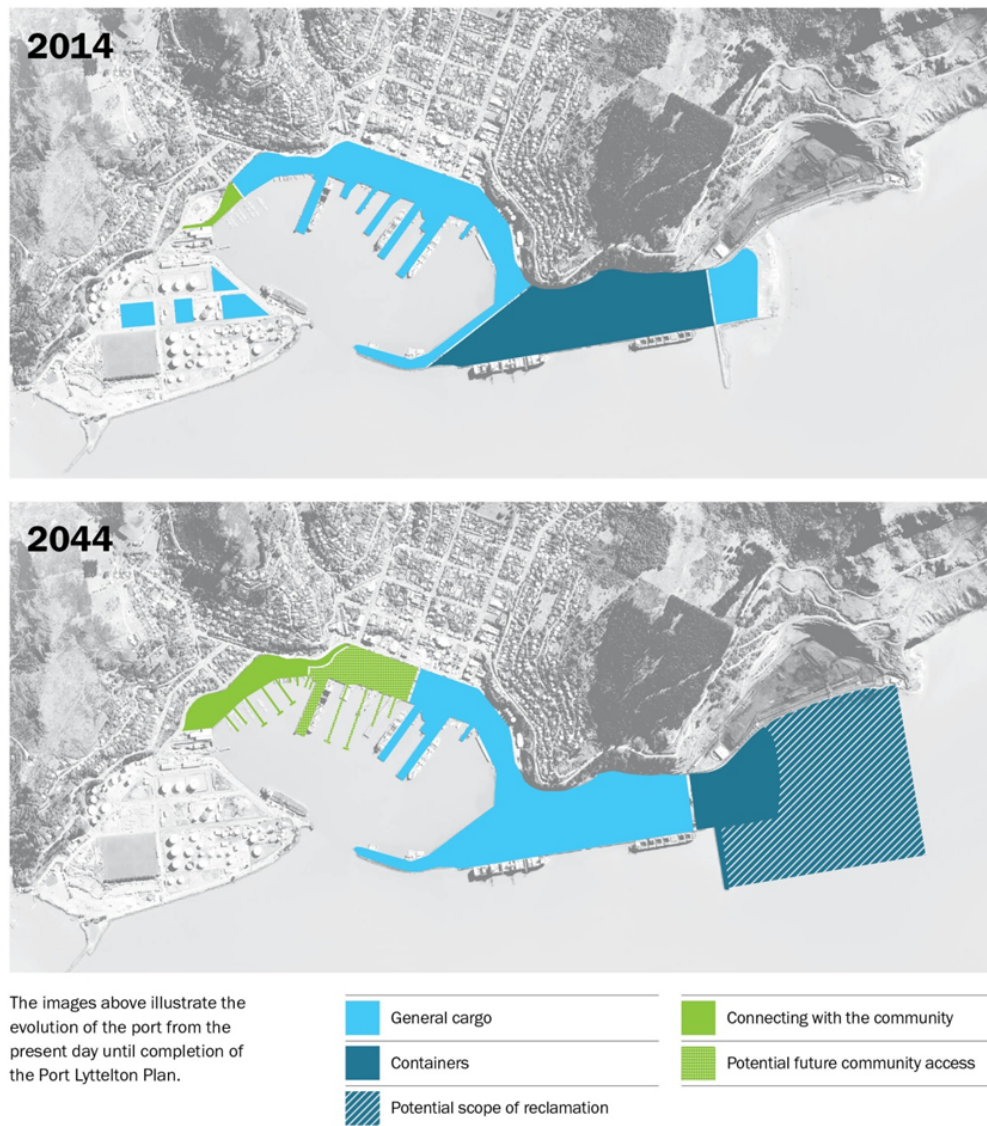 2014
2044
The images above illustrate the
evolution of the port from the
present day until completion of
the Port Lyttelton Plan.
General cargo
Containers
Potential scope of reclamation
Connecting with the community
Potential future community access